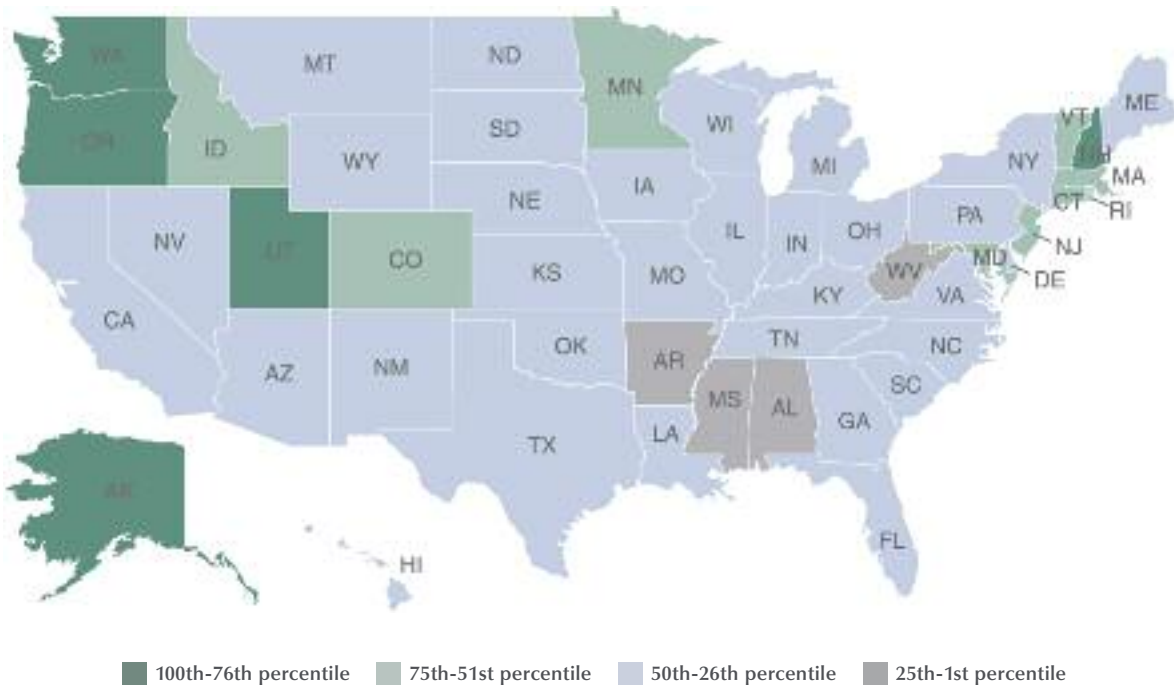 WA
MT
ND
MN
ME
VT
OR
ID
SD
WI
NH
WY
MI
NY
MA
IA
CT
RI
NE
PA
NV
UT
CO
IL
IN
OH
NJ
MD
KS
MO
WV
DE
KY
VA
CA
TN
OK
AR
NC
AZ
NM
SC
MS
AL
GA
LA
TX
AK
FL
HI
100th-76th percentile
75th-51st percentile
50th-26th percentile
25th-1st percentile